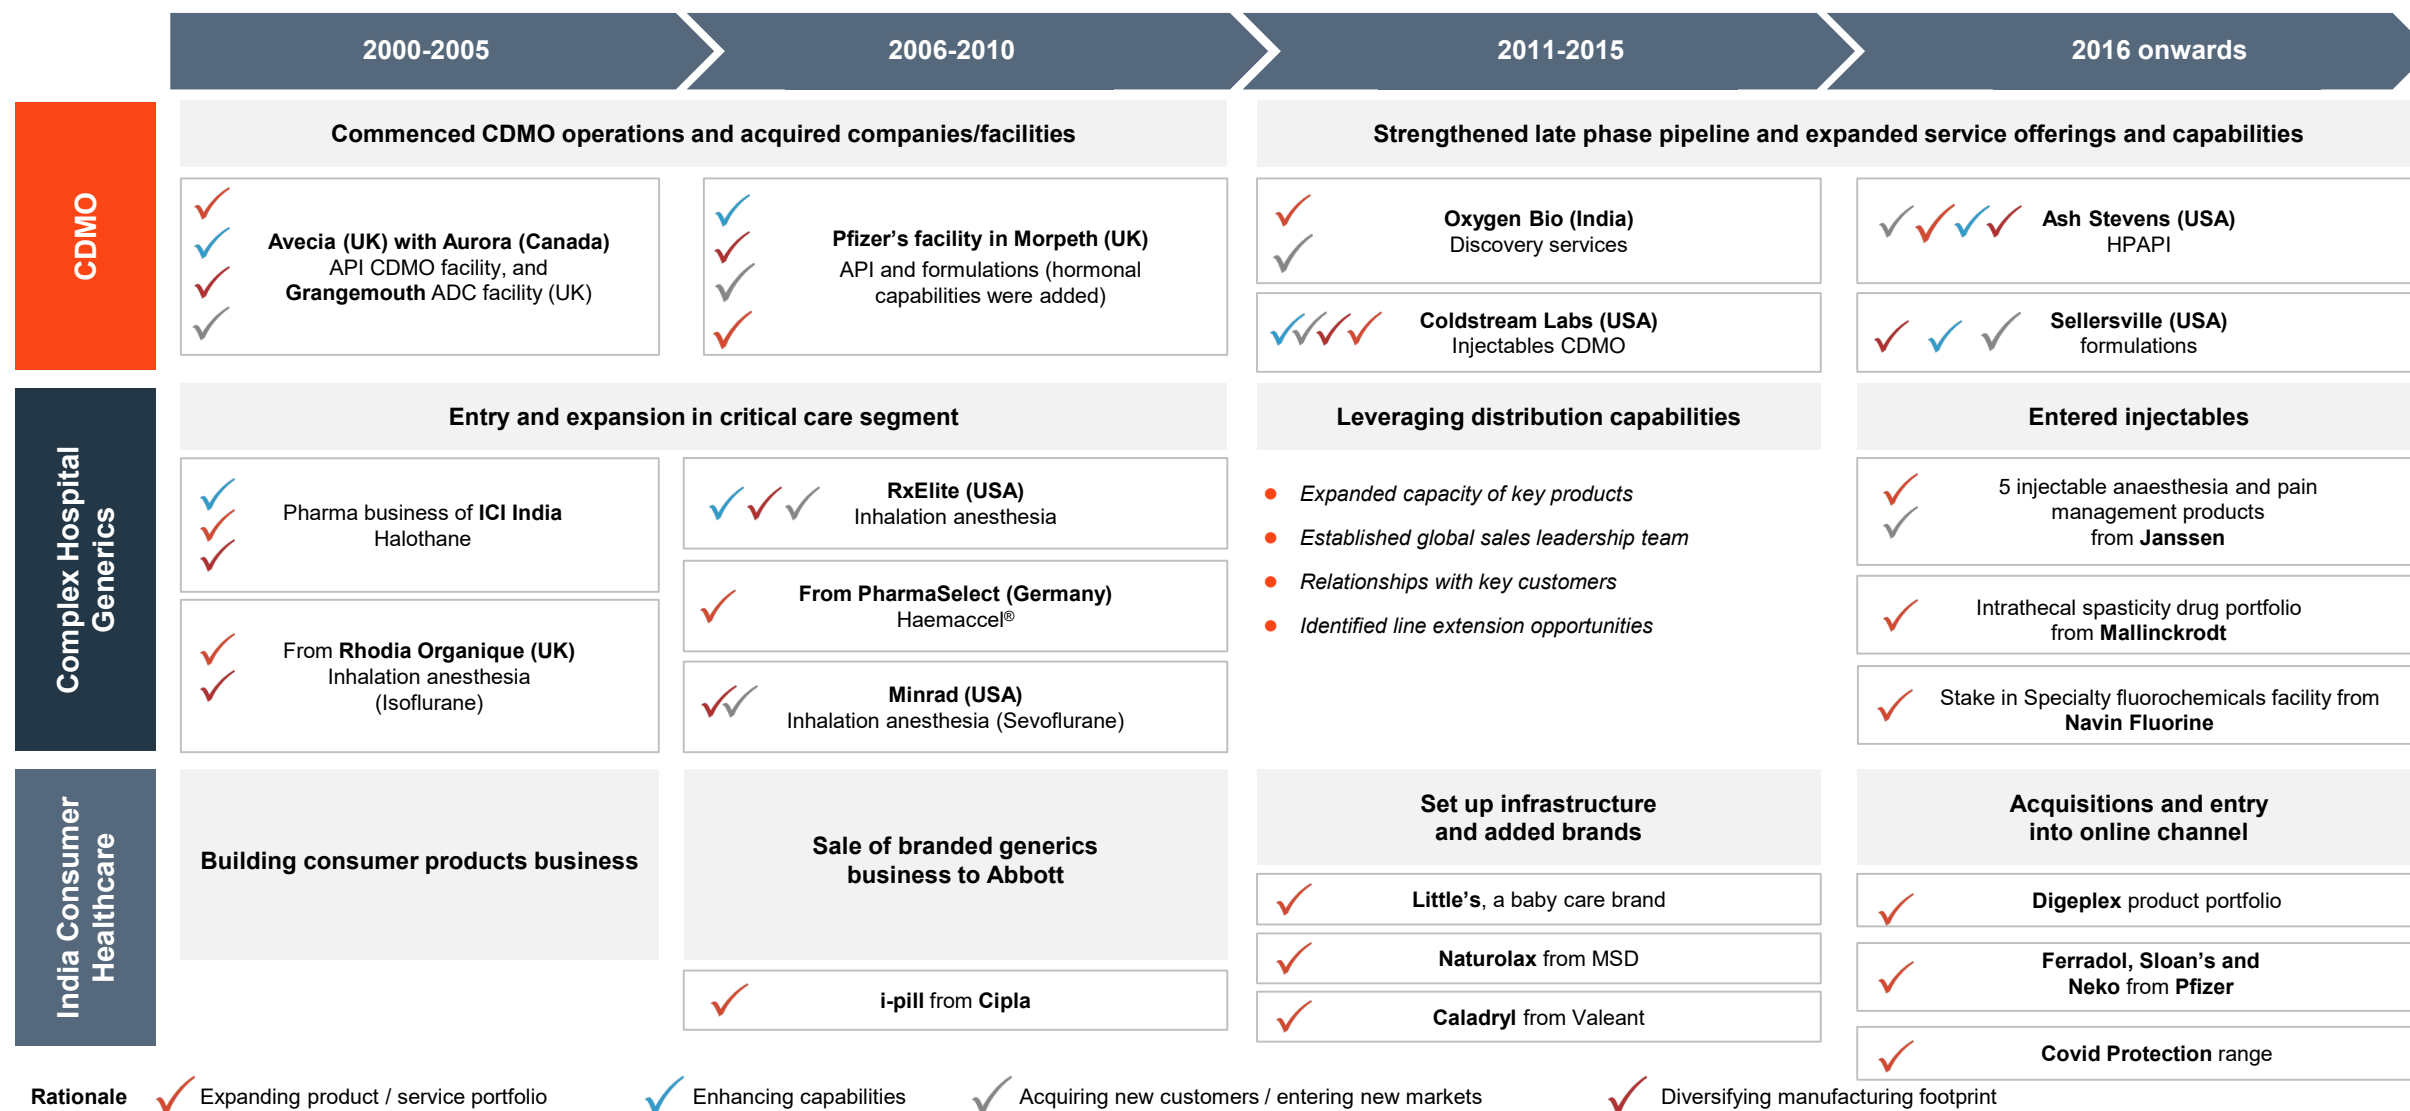 2000-2005
2006-2010
2011-2015
2016 onwards
CDMO
Commenced CDMO operations and acquired companies/facilities
Strengthened late phase pipeline and expanded service offerings and capabilities
Avecia (UK) with Aurora (Canada)
API CDMO facility, and
Grangemouth ADC facility (UK)
Pfizer's facility in Morpeth (UK)
API and formulations (hormonal
capabilities were added)
Oxygen Bio (India)
Discovery services
Coldstream Labs (USA)
Injectables CDMO
Ash Stevens (USA)
HPAPI
Sellersville (USA)
formulations
Complex Hospital
Generics
Entry and expansion in critical care segment
Leveraging distribution capabilities
Entered injectables
Pharma business of ICI India
Halothane
From Rhodia Organique (UK)
Inhalation anesthesia
(Isoflurane)
RxElite (USA)
Inhalation anesthesia
From PharmaSelect (Germany)
Haemaccel®
Minrad (USA)
Inhalation anesthesia (Sevoflurane)
• Expanded capacity of key products
• Established global sales leadership team
• Relationships with key customers
• Identified line extension opportunities
5 injectable anaesthesia and pain
management products
from Janssen
Intrathecal spasticity drug portfolio
from Mallinckrodt
Stake in Specialty fluorochemicals facility from
Navin Fluorine
India Consumer
Healthcare
Building consumer products business
Sale of branded generics
business to Abbott
i-pill from Cipla
Set up infrastructure
and added brands
Little's, a baby care brand
Naturolax from MSD
Caladryl from Valeant
Acquisitions and entry
into online channel
Digeplex product portfolio
Ferradol, Sloan's and
Neko from Pfizer
Covid Protection range
Rationale
Expanding product / service portfolio
Enhancing capabilities
Acquiring new customers / entering new markets
Diversifying manufacturing footprint